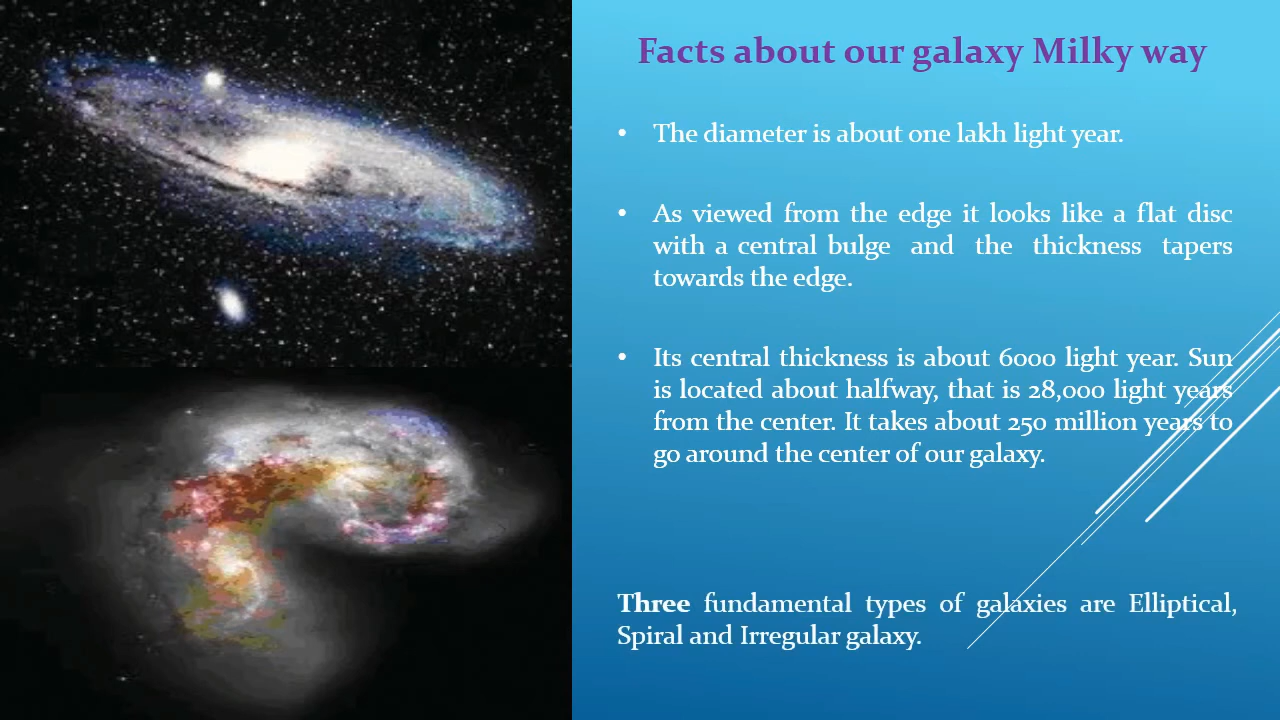 Facts about our galaxy Milky way
• The diameter is about one lakh light year.
• As viewed from the edge it looks like a flat disc
with a central bulge and the thickness tapers
towards the edge.
• Its central thickness is about 6000 light year. Sun
is located about halfway, that is 28,000 light years
from the center. It takes about 250 million years to
go around the center of our galaxy.
Three fundamental types of galaxies are Elliptical,
Spiral and Irregular galaxy.